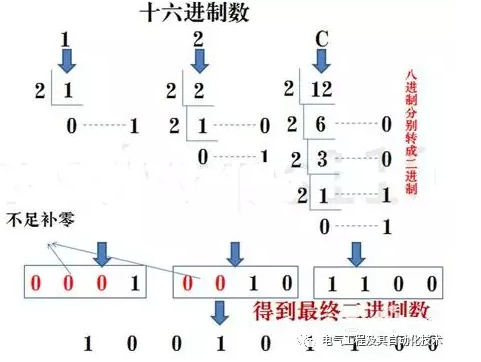 十六进制数
1 2 C
2 1 2 2 2 12
0 1 2 1 0 2 6 0
0 1 2 3 0
2 1 1
0 1
八进制分别转成二进制
不足补零
0 0 0 1 0 0 1 0 1 1 0 0
得到最终二进制数
1 0 0 1 0 1 1 0 0
电气工程及其自动化技术